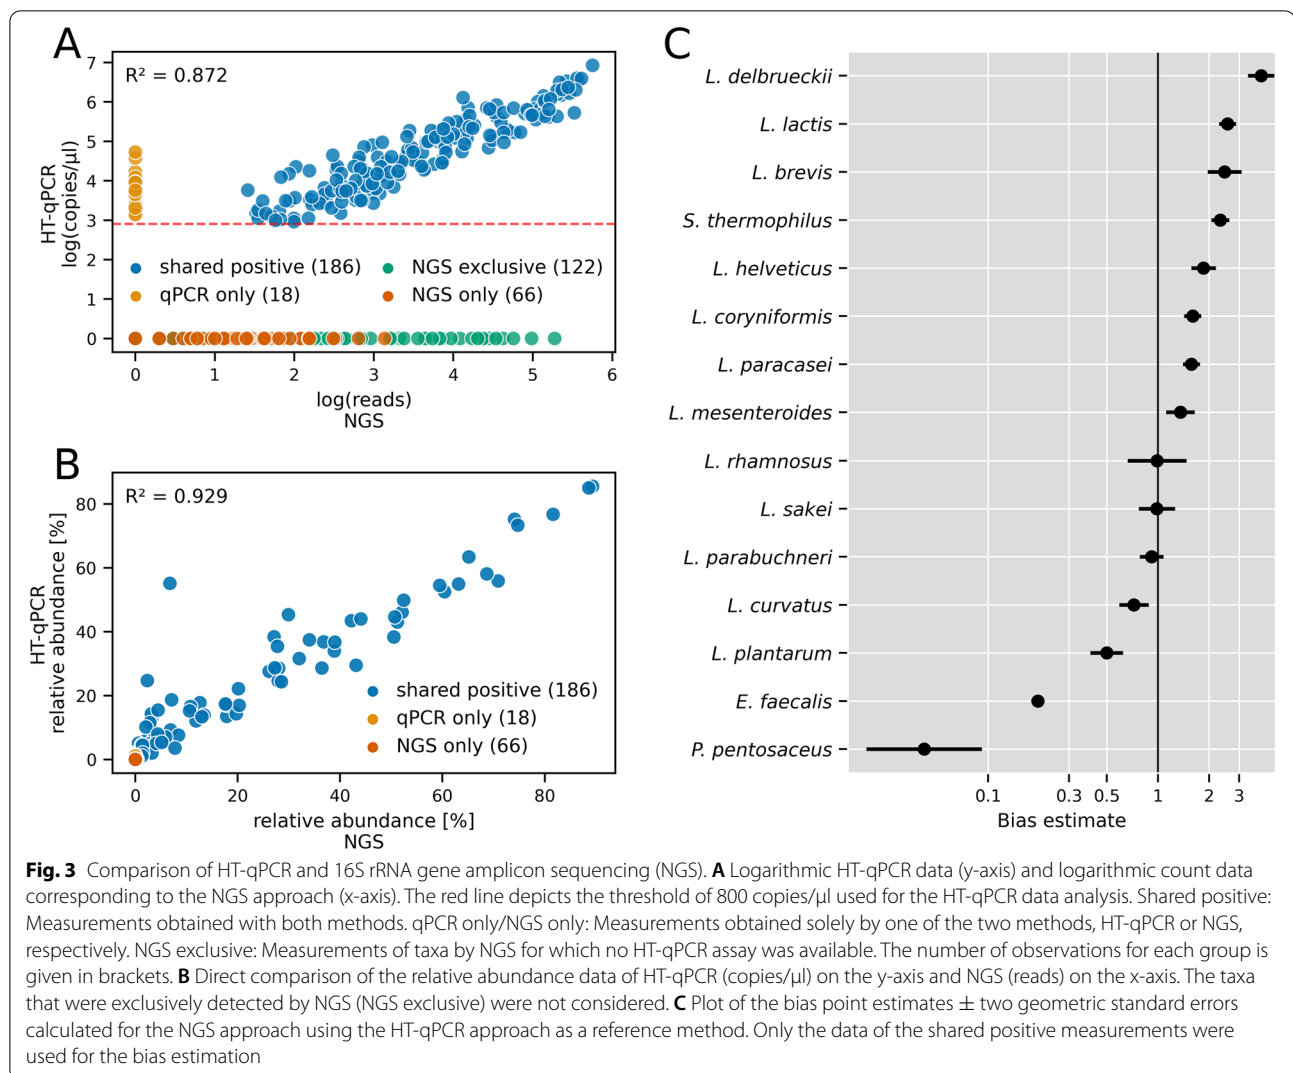 A
R² = 0.872
7
6
5
4
3
2
1
0
HT-qPCR
log(copies/µl)
shared positive (186)
NGS exclusive (122)
qPCR only (18)
NGS only (66)
0 1 2 3 4 5 6
log(reads)
NGS
B
R² = 0.929
80
60
40
20
0
HT-qPCR
relative abundance [%]
shared positive (186)
qPCR only (18)
NGS only (66)
0 20 40 60 80
relative abundance [%]
NGS
C
L. delbrueckii
L. lactis
L. brevis
S. thermophilus
L. helveticus
L. coryniformis
L. paracasei
L. mesenteroides
L. rhamnosus
L. sakei
L. parabuchneri
L. curvatus
L. plantarum
E. faecalis
P. pentosaceus
0.1 0.3 0.5 1 2 3
Bias estimate
Fig. 3 Comparison of HT-qPCR and 16S rRNA gene amplicon sequencing (NGS). A Logarithmic HT-qPCR data (y-axis) and logarithmic count data
corresponding to the NGS approach (x-axis). The red line depicts the threshold of 800 copies/µl used for the HT-qPCR data analysis. Shared positive:
Measurements obtained with both methods. qPCR only/NGS only: Measurements obtained solely by one of the two methods, HT-qPCR or NGS,
respectively. NGS exclusive: Measurements of taxa by NGS for which no HT-qPCR assay was available. The number of observations for each group is
given in brackets. B Direct comparison of the relative abundance data of HT-qPCR (copies/µl) on the y-axis and NGS (reads) on the x-axis. The taxa
that were exclusively detected by NGS (NGS exclusive) were not considered. C Plot of the bias point estimates ± two geometric standard errors
calculated for the NGS approach using the HT-qPCR approach as a reference method. Only the data of the shared positive measurements were
used for the bias estimation